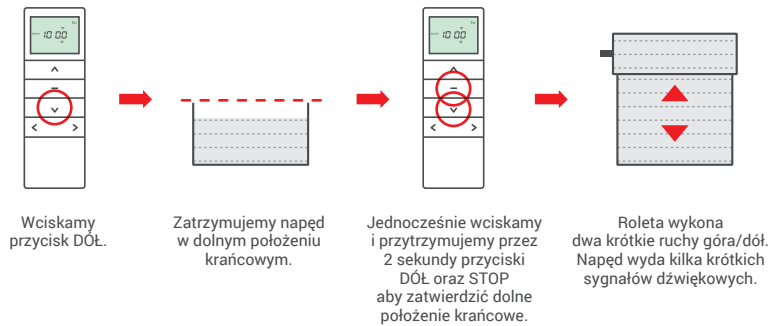 10 00
10 00
Wciskamy
przycisk DÓŁ.
Zatrzymujemy napęd
w dolnym położeniu
krańcowym.
Jednocześnie wciskamy
i przytrzymujemy przez
2 sekundy przyciski
DÓŁ oraz STOP
aby zatwierdzić dolne
położenie krańcowe.
Roleta wykona
dwa krótkie ruchy góra/dół.
Napęd wyda kilka krótkich
sygnałów dźwiękowych.